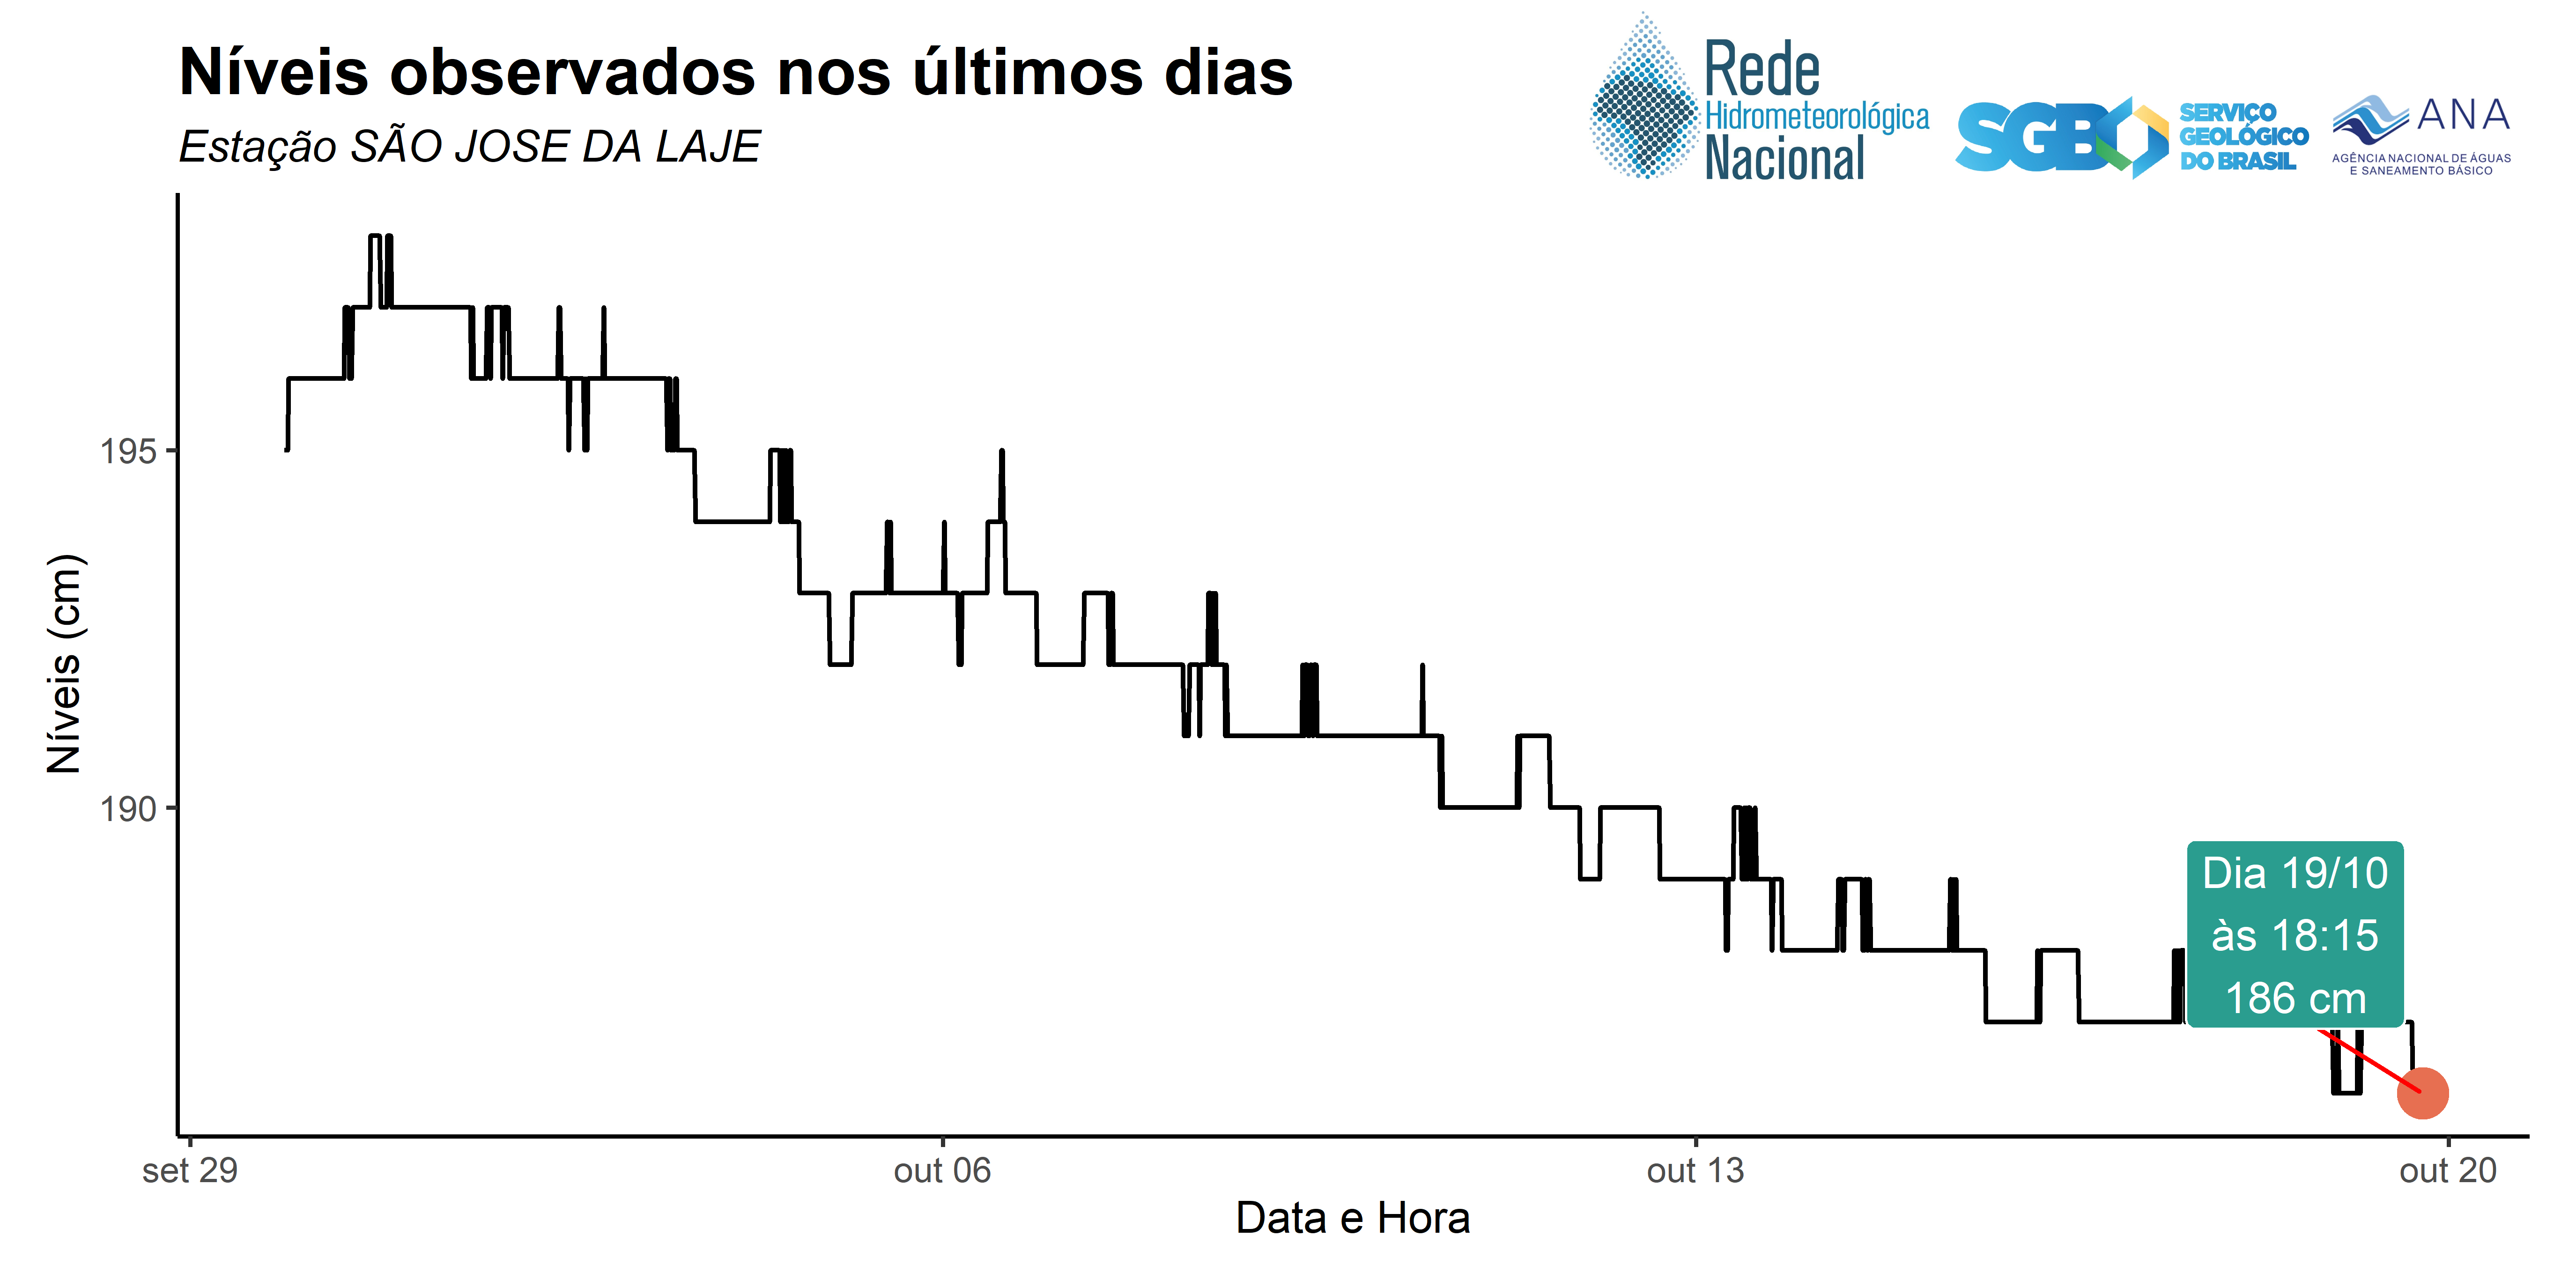 Níveis observados nos últimos dias
Estação SÃO JOSE DA LAJE
Rede
Hidrometeorológica
Nacional
SGB
SERVIÇO
GEOLÓGICO
DO BRASIL
ANA
AGÊNCIA NACIONAL DE ÁGUAS
E SANEAMENTO BÁSICO
Níveis (cm)
195
190
Dia 19/10
às 18:15
186 cm
set 29
out 06
out 13
out 20
Data e Hora